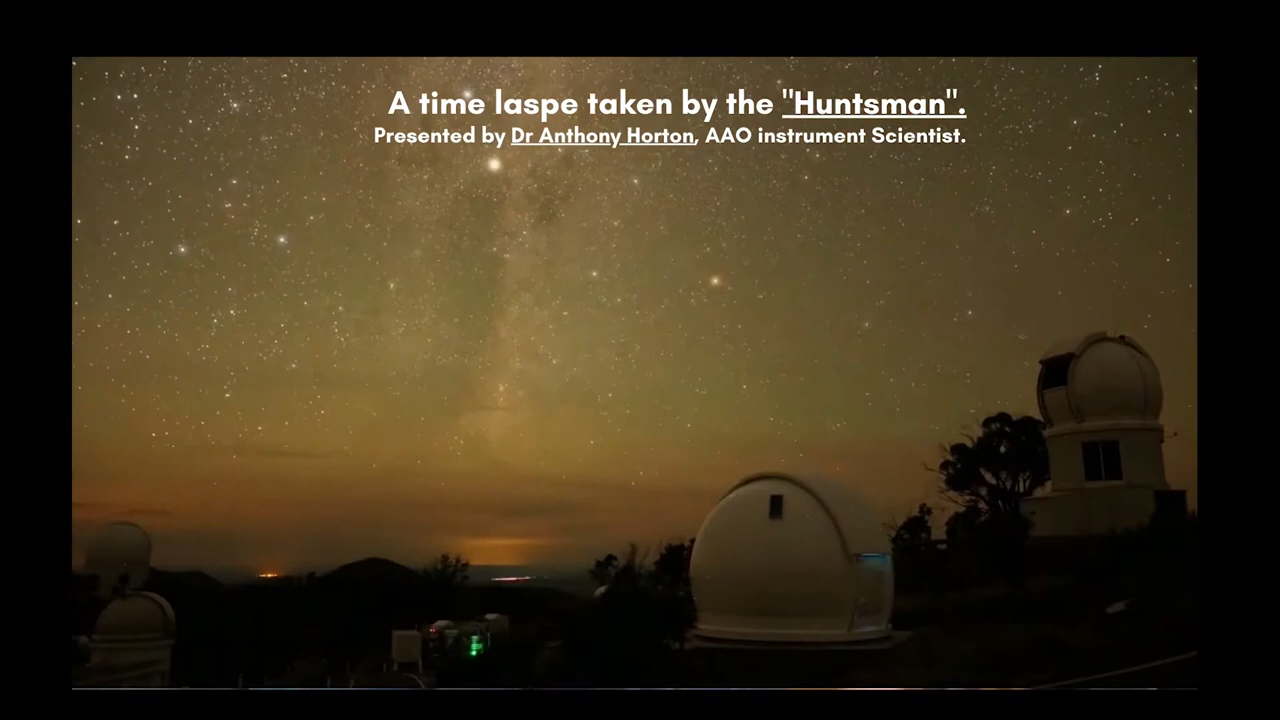 A time laspe taken by the "Huntsman".
Presented by Dr Anthony Horton, AAO instrument Scientist.